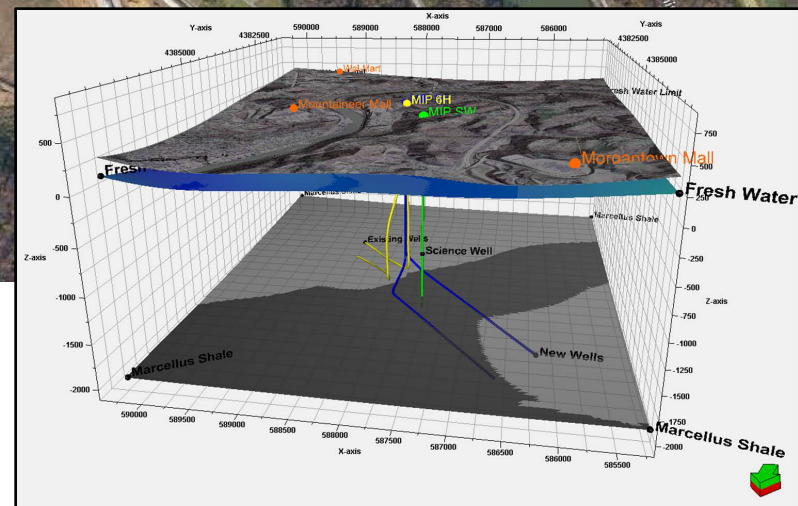 X-axis
Y-axis
Y-axis
4382500
590000
589000
588000
587000
586000
4382500
4385000
4385000
Wal-Mart
Fresh Water Limit
Mountaineer Mall
MIP 6H
MIP SW
Morgantown Mall
500
750
500
250
Fresh
Fresh Water
Marcellus Shale
Marcellus Shale
0
0
Existing Wells
Science Well
-500
-250
Z-axis
-500
-1000
-750
Z-axis
-1000
-1500
New Wells
-1250
Marcellus Shale
-1500
-2000
-1750
Marcellus Shale
-2000
590000
589500
589000
588500
588000
587500
587000
586500
586000
585500
X-axis